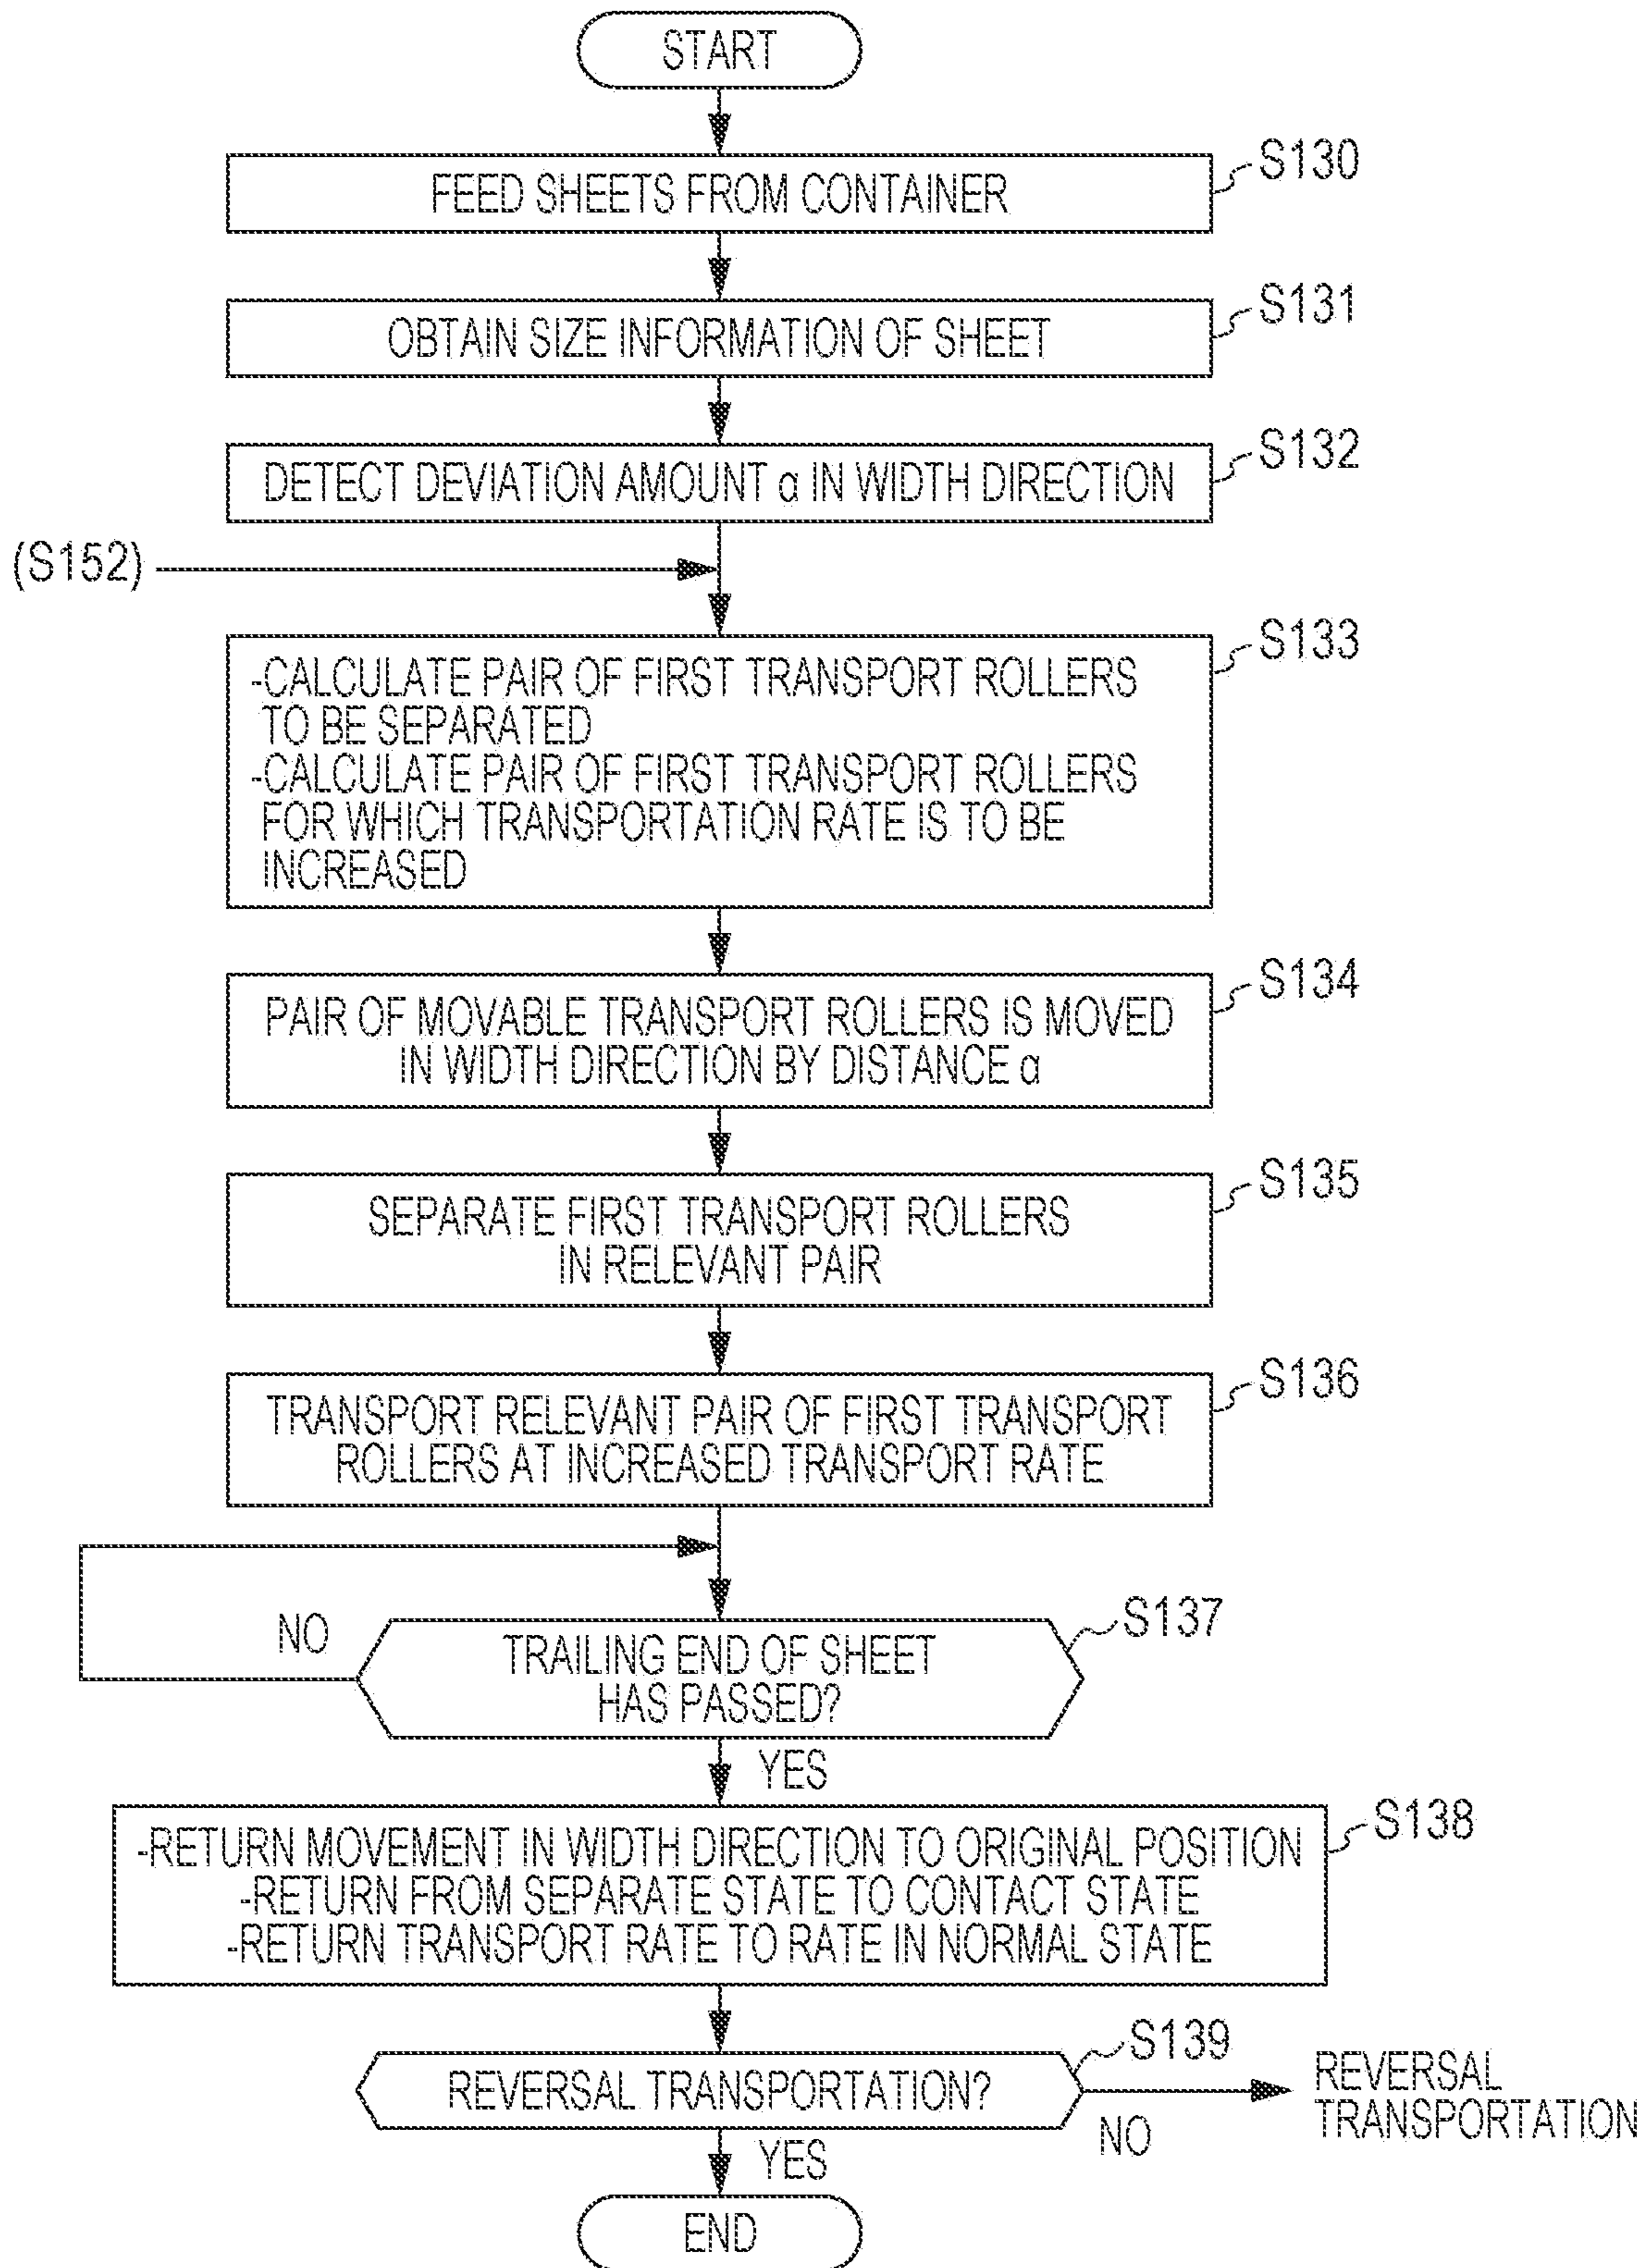 START
FEED SHEETS FROM CONTAINER
S130
OBTAIN SIZE INFORMATION OF SHEET
S131
DETECT DEVIATION AMOUNT α IN WIDTH DIRECTION
S132
(S152)
-CALCULATE PAIR OF FIRST TRANSPORT ROLLERS
TO BE SEPARATED
-CALCULATE PAIR OF FIRST TRANSPORT ROLLERS
FOR WHICH TRANSPORTATION RATE IS TO BE
INCREASED
S133
PAIR OF MOVABLE TRANSPORT ROLLERS IS MOVED
IN WIDTH DIRECTION BY DISTANCE α
S134
SEPARATE FIRST TRANSPORT ROLLERS
IN RELEVANT PAIR
S135
TRANSPORT RELEVANT PAIR OF FIRST TRANSPORT
ROLLERS AT INCREASED TRANSPORT RATE
S136
NO
TRAILING END OF SHEET
HAS PASSED?
S137
YES
-RETURN MOVEMENT IN WIDTH DIRECTION TO ORIGINAL POSITION
-RETURN FROM SEPARATE STATE TO CONTACT STATE
-RETURN TRANSPORT RATE TO RATE IN NORMAL STATE
S138
REVERSAL TRANSPORTATION?
S139
NO
REVERSAL
TRANSPORTATION
YES
END